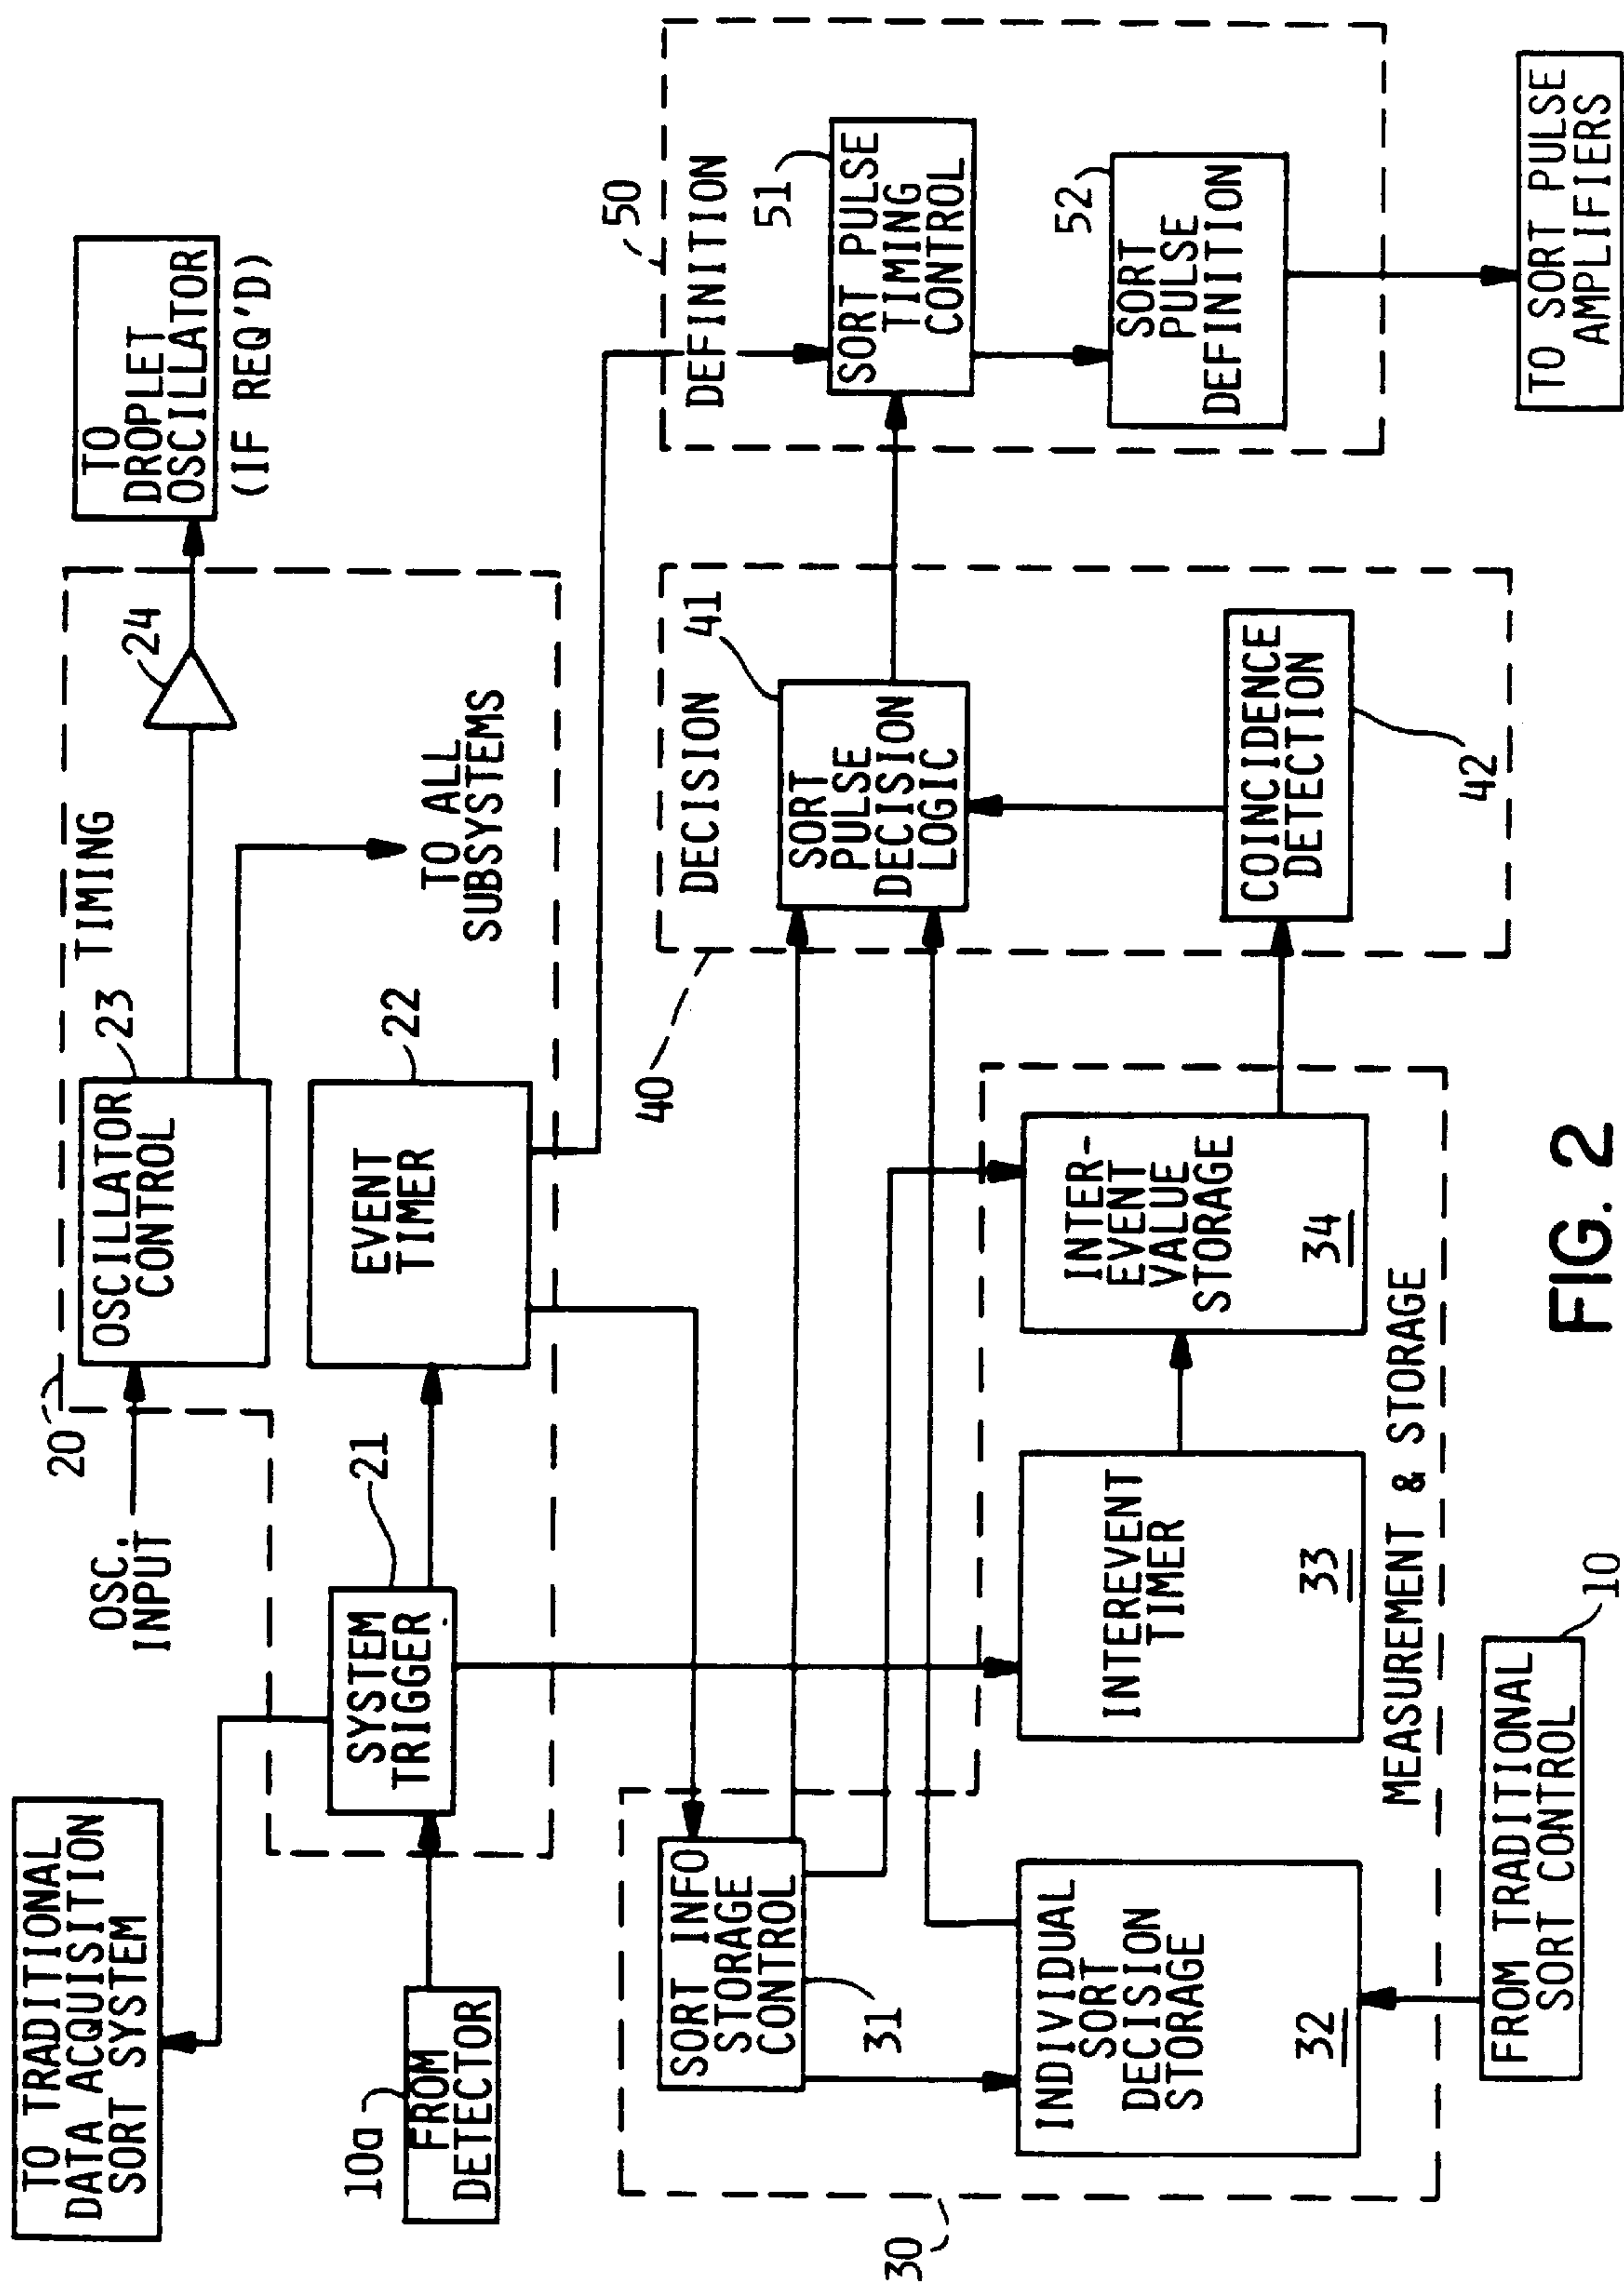 TO TRADITIONAL
DATA ACQUISITION
SORT SYSTEM
10a
FROM
DETECTOR
OSC.
INPUT
20
TIMING
OSCILLATOR
CONTROL
23
24
TO
DROPLET
OSCILLATOR
(IF REQ'D)
TO ALL
SUBSYSTEMS
SYSTEM
TRIGGER
21
EVENT
TIMER
22
30
SORT INFO
STORAGE
CONTROL
31
INDIVIDUAL
SORT
DECISION
STORAGE
32
INTEREVENT
TIMER
33
INTER-
EVENT
VALUE
STORAGE
34
MEASUREMENT & STORAGE
FROM TRADITIONAL
SORT CONTROL
10
40
DECISION
41
SORT
PULSE
DECISION
LOGIC
COINCIDENCE
DETECTION
42
50
DEFINITION
51
SORT PULSE
TIMING
CONTROL
52
SORT
PULSE
DEFINITION
TO SORT PULSE
AMPLIFIERS
FIG. 2